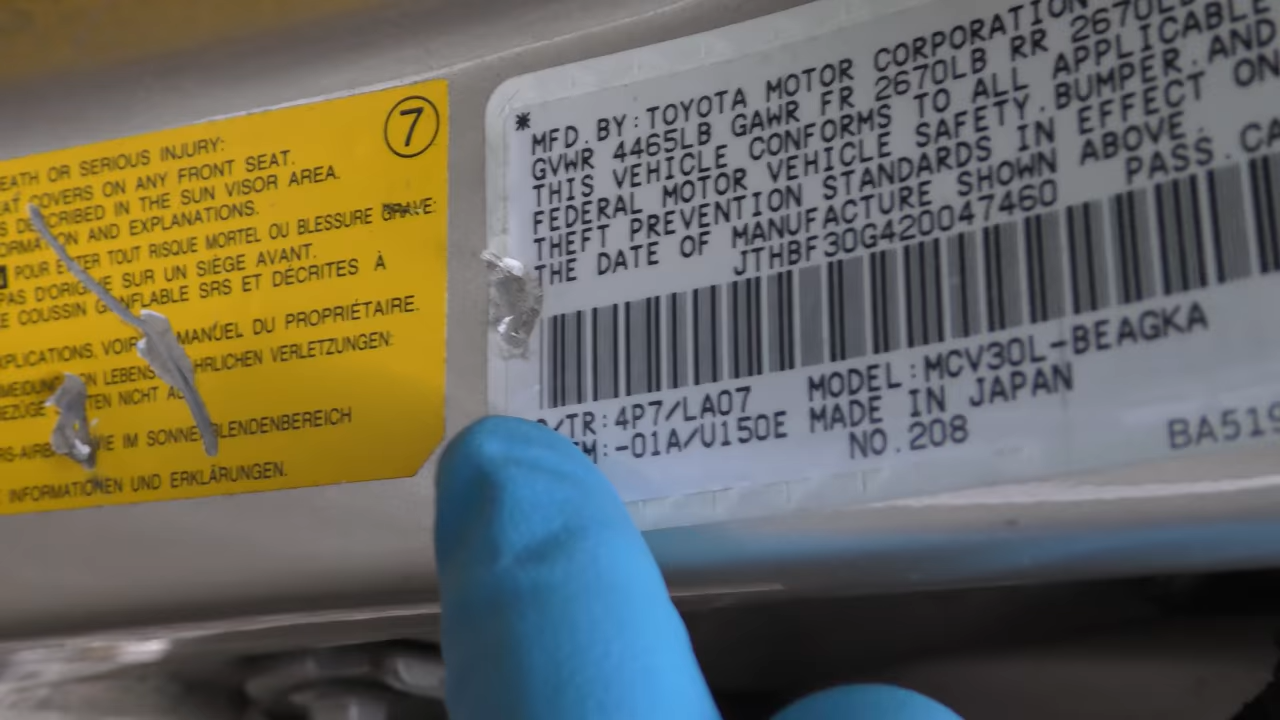 ⑦
EATH OR SERIOUS INJURY:
EAT COVERS ON ANY FRONT SEAT.
DESCRIBED IN THE SUN VISOR AREA.
AND EXPLANATIONS.
POUR TOUT RISQUE MORTEL OU BLESSURE GRAVE:
PAS D'ORIGINE SUR UN SIÈGE AVANT.
COUSSIN GONFLABLE SRS ET DÉCRITES À
XPLICATIONS, VOIR MANUEL DU PROPRIÉTAIRE.
LEBENS HRLICHEN VERLETZUNGEN:
TEN NICHT
IM SONNENBLENDENBEREICH
INFORMATIONEN UND ERKLÄRUNGEN.
* MFD. BY: TOYOTA MOTOR CORPORATION
GVWR 4465LB GAWR FR 2670LB RR 2670LB
THIS VEHICLE CONFORMS TO ALL APPLICABLE
FEDERAL MOTOR VEHICLE SAFETY, BUMPER, AND
THEFT PREVENTION STANDARDS IN EFFECT ON
THE DATE OF MANUFACTURE SHOWN ABOVE.
JTHBF30G420047460 PASS. CA
/TR: 4P7/LA07 MODEL: MCV30L-BEAGKA
M: -01A/U150E MADE IN JAPAN
NO. 208 BA519